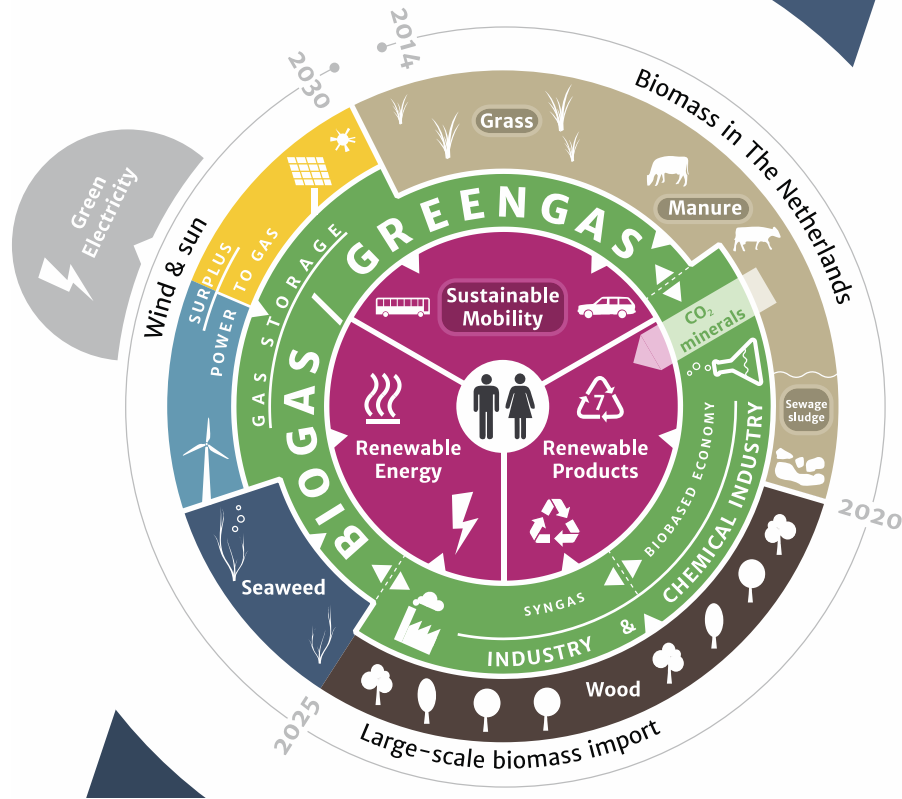 2014
2030
Biomass in The Netherlands
Grass
Manure
Green
Electricity
Wind & sun
SURPLUS
POWER TO GAS
GAS STORAGE
BIOGAS / GREENGAS
Sustainable
Mobility
CO₂
minerals
7
Renewable
Energy
Renewable
Products
Sewage
sludge
BIOBASED ECONOMY
SYNGAS
INDUSTRY & CHEMICAL INDUSTRY
2020
Seaweed
Wood
2025
Large-scale biomass import